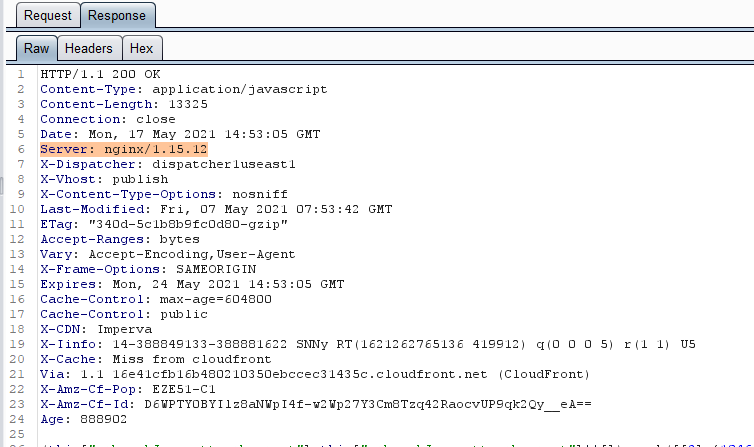 Request Response
Raw Headers Hex
1 HTTP/1.1 200 OK
2 Content-Type: application/javascript
3 Content-Length: 13325
4 Connection: close
5 Date: Mon, 17 May 2021 14:53:05 GMT
6 Server: nginx/1.15.12
7 X-Dispatcher: dispatcher1useast1
8 X-Vhost: publish
9 X-Content-Type-Options: nosniff
10 Last-Modified: Fri, 07 May 2021 07:53:42 GMT
11 ETag: "340d-5c1b8b9fc0d80-gzip"
12 Accept-Ranges: bytes
13 Vary: Accept-Encoding,User-Agent
14 X-Frame-Options: SAMEORIGIN
15 Expires: Mon, 24 May 2021 14:53:05 GMT
16 Cache-Control: max-age=604800
17 Cache-Control: public
18 X-CDN: Imperva
19 X-Iinfo: 14-388849133-388881622 SNNy RT(1621262765136 419912) q(0 0 0 5) r(1 1) U5
20 X-Cache: Miss from cloudfront
21 Via: 1.1 16e41cfb16b480210350ebccec31435c.cloudfront.net (CloudFront)
22 X-Amz-Cf-Pop: EZE51-C1
23 X-Amz-Cf-Id: D6WPTYOBYIlz8aNWpI4f-w2Wp27Y3Cm8Tzq42RaocvUP9qk2Qy__eA==
24 Age: 888902
25